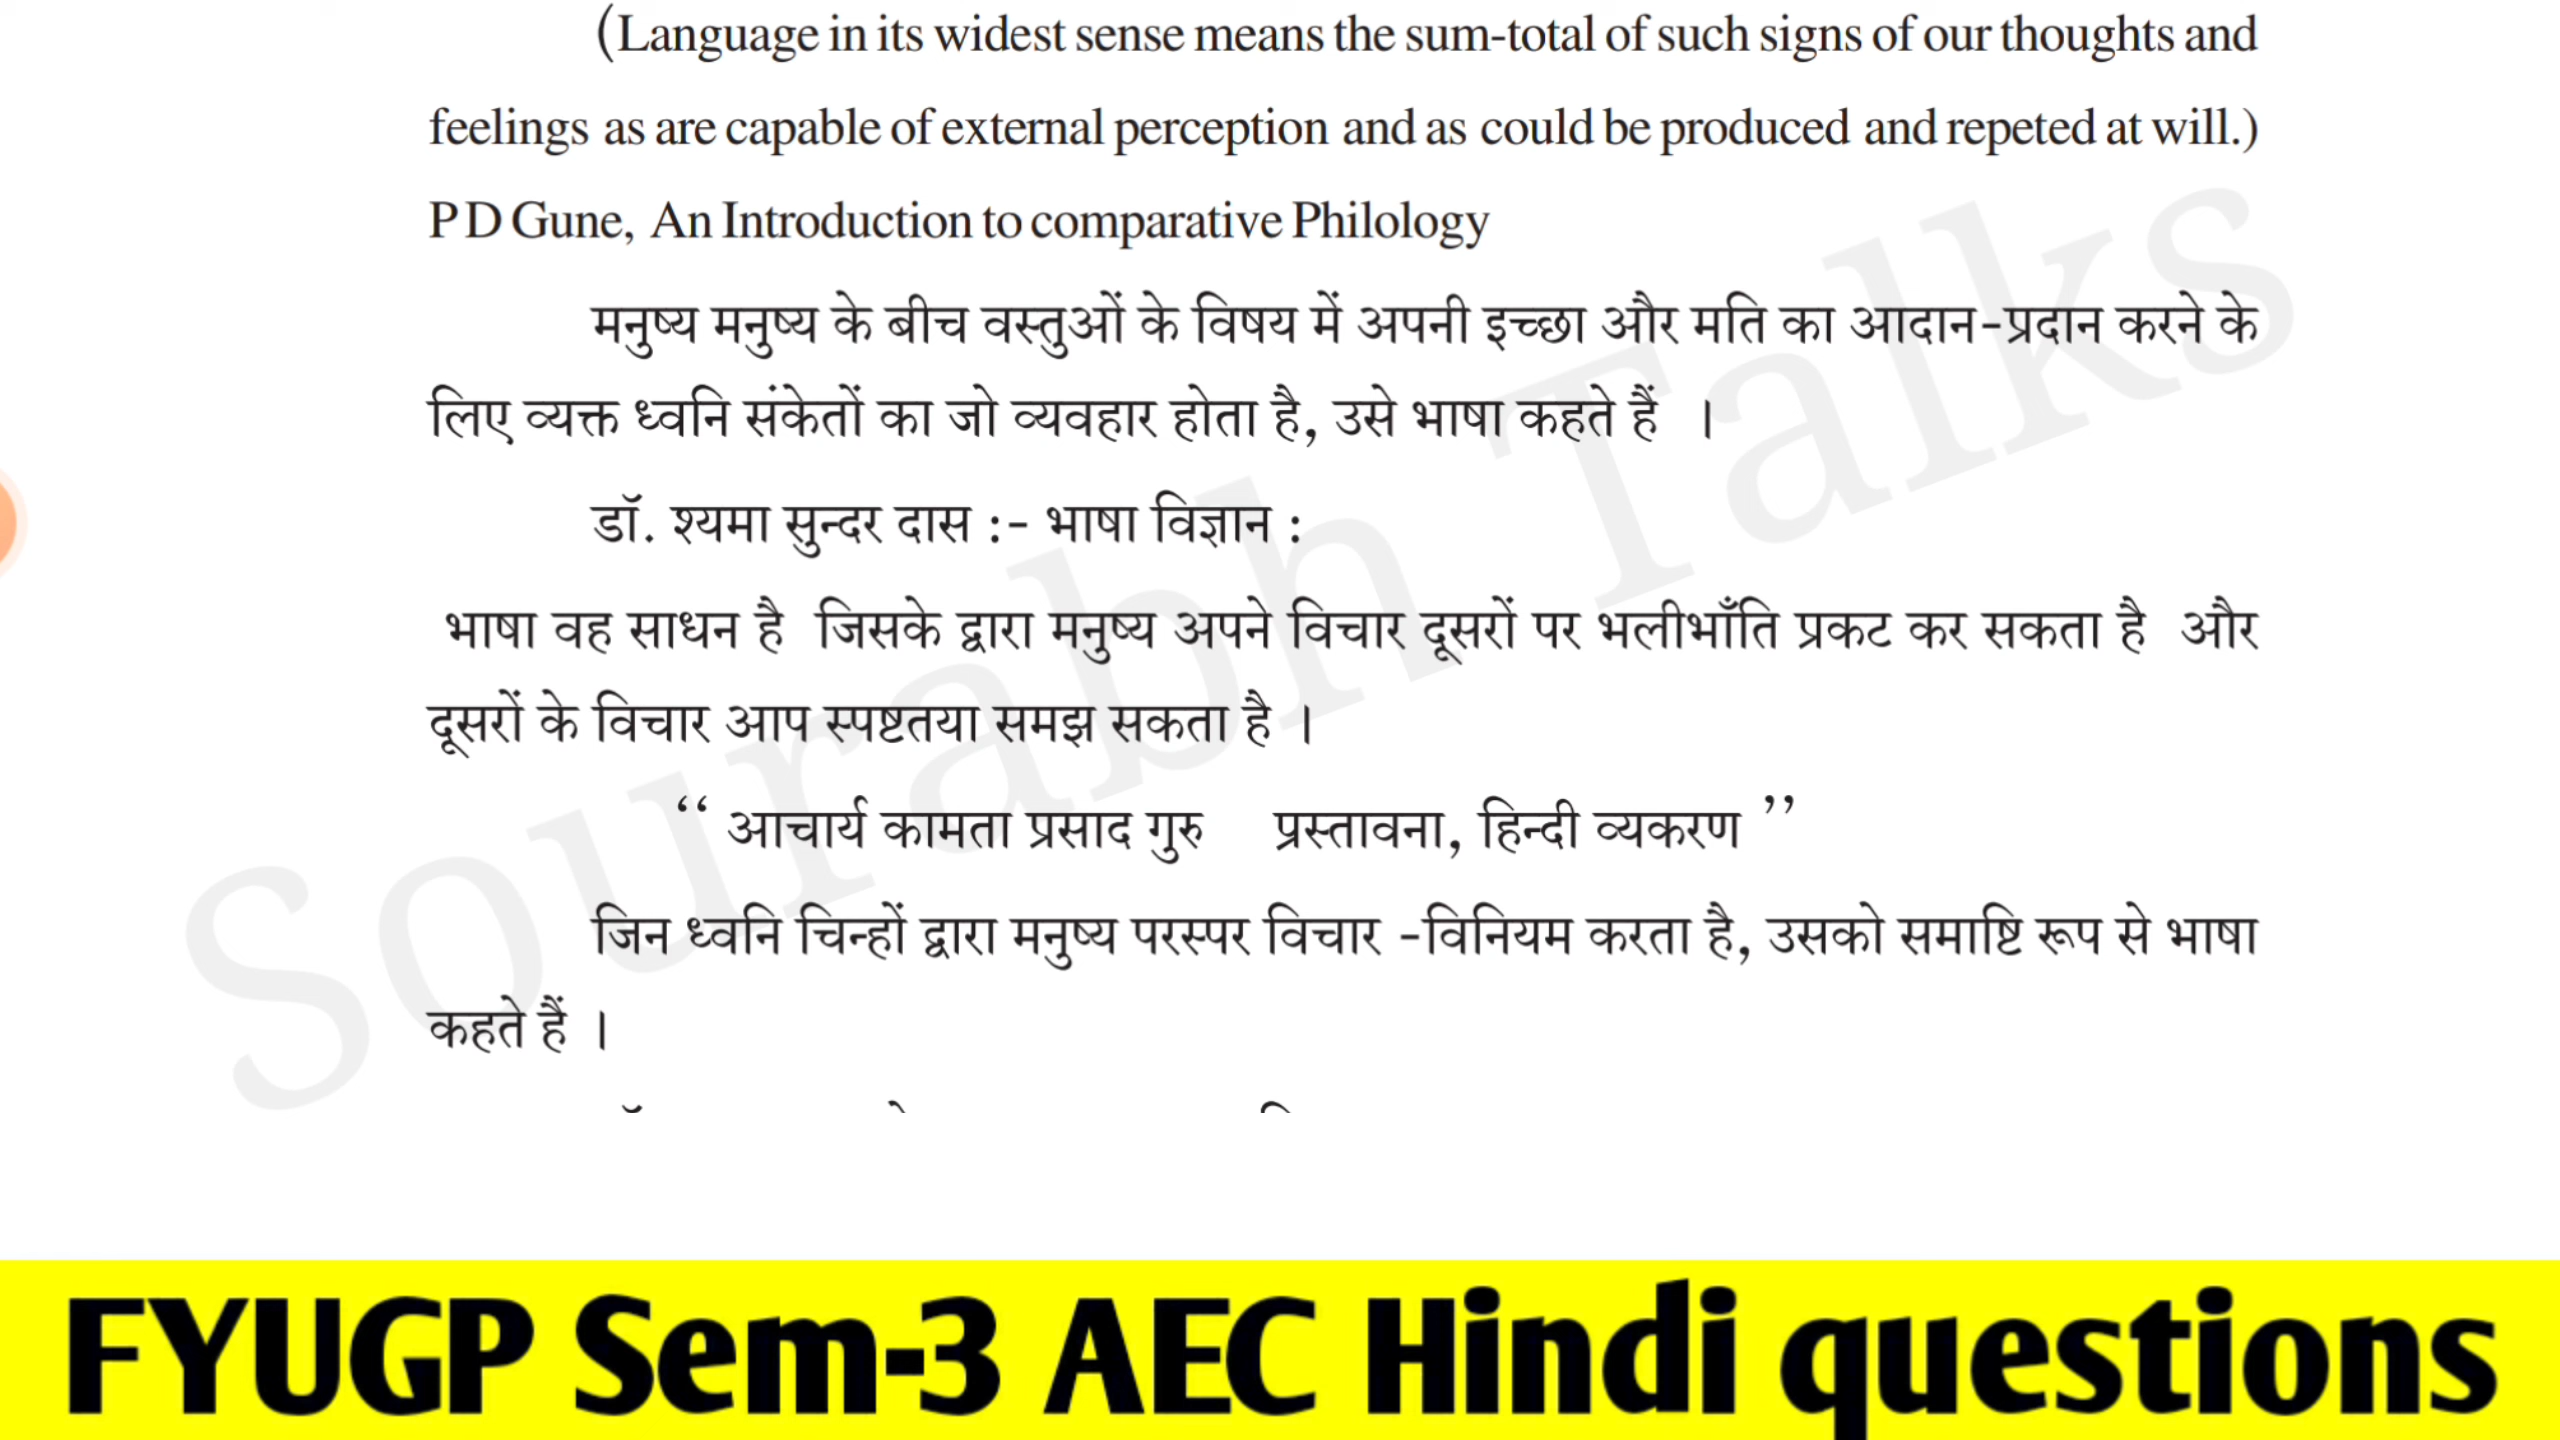 (Language in its widest sense means the sum-total of such signs of our thoughts and
feelings as are capable of external perception and as could be produced and repeted at will.)
P D Gune, An Introduction to comparative Philology
मनुष्य मनुष्य के बीच वस्तुओं के विषय में अपनी इच्छा और मति का आदान-प्रदान करने के
लिए व्यक्त ध्वनि संकेतों का जो व्यवहार होता है, उसे भाषा कहते हैं ।
डॉ. श्यमा सुन्दर दास :- भाषा विज्ञान :
भाषा वह साधन है जिसके द्वारा मनुष्य अपने विचार दूसरों पर भलीभाँति प्रकट कर सकता है और
दूसरों के विचार आप स्पष्टतया समझ सकता है ।
“ आचार्य कामता प्रसाद गुरु प्रस्तावना, हिन्दी व्यकरण ”
जिन ध्वनि चिन्हों द्वारा मनुष्य परस्पर विचार -विनियम करता है, उसको समाष्टि रूप से भाषा
कहते हैं ।
Sourabh Talks
FYUGP Sem-3 AEC Hindi questions